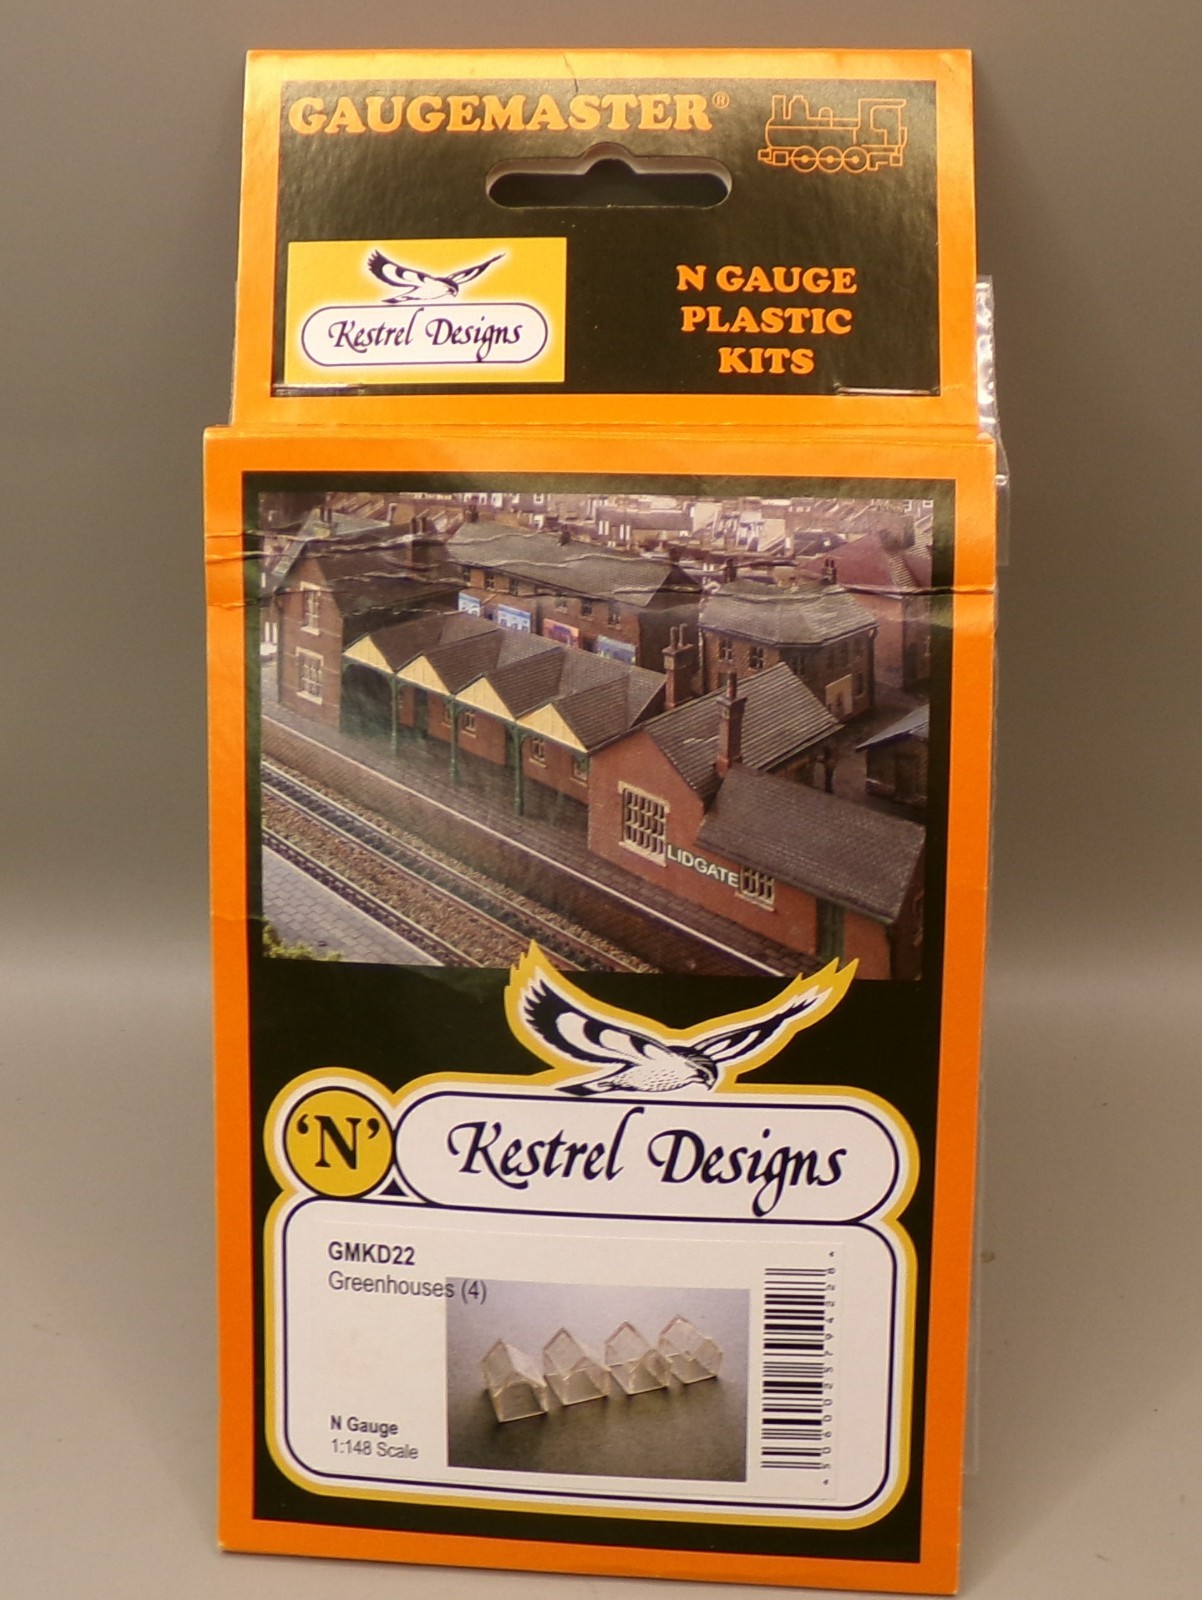 GAUGEMASTER®
Kestrel Designs
N GAUGE
PLASTIC
KITS
LIDGATE
'N'
Kestrel Designs
GMKD22
Greenhouses (4)
N Gauge
1:148 Scale